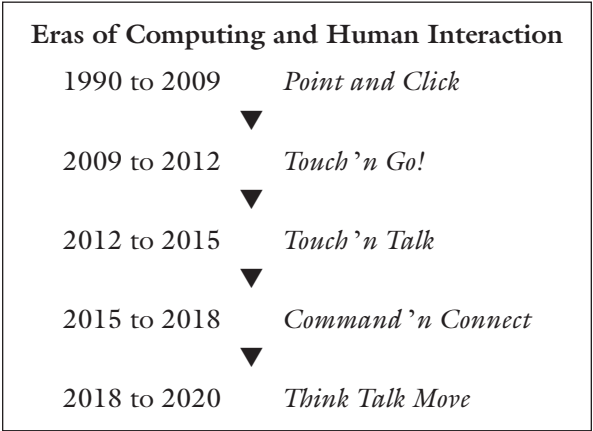 Eras of Computing and Human Interaction
1990 to 2009 Point and Click
2009 to 2012 Touch ’n Go!
2012 to 2015 Touch ’n Talk
2015 to 2018 Command ’n Connect
2018 to 2020 Think Talk Move